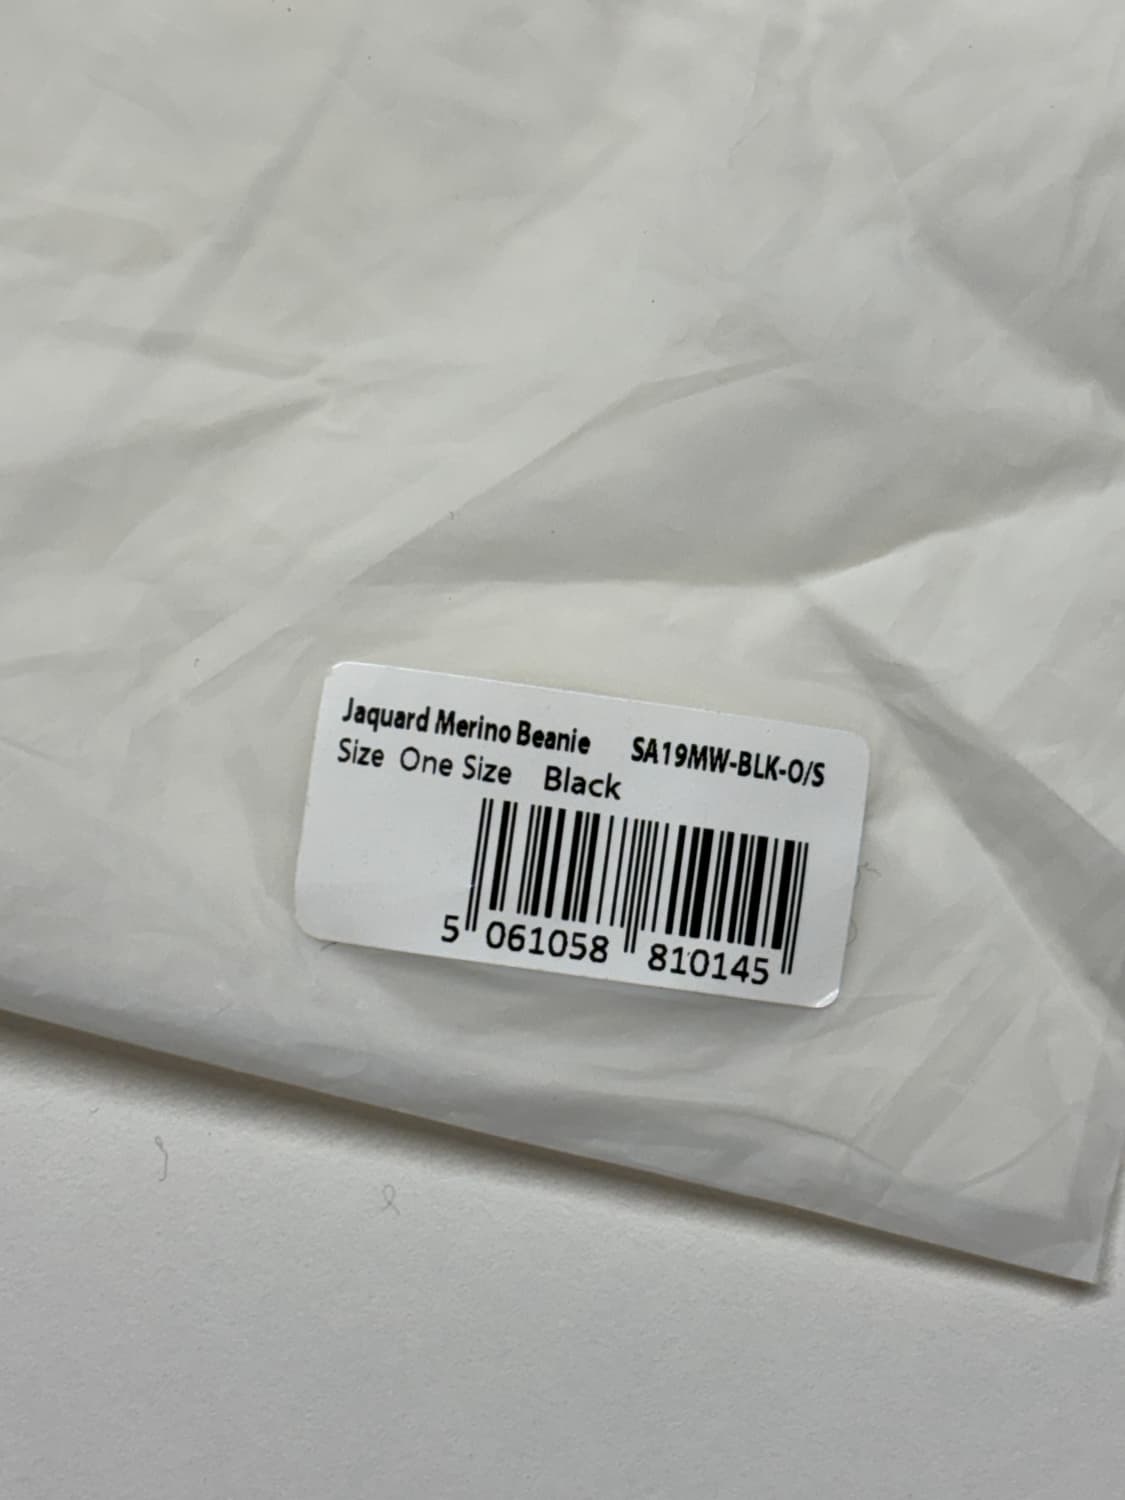 Jaquard Merino Beanie SA19MW-BLK-O/S
Size One Size Black
5 061058 810145